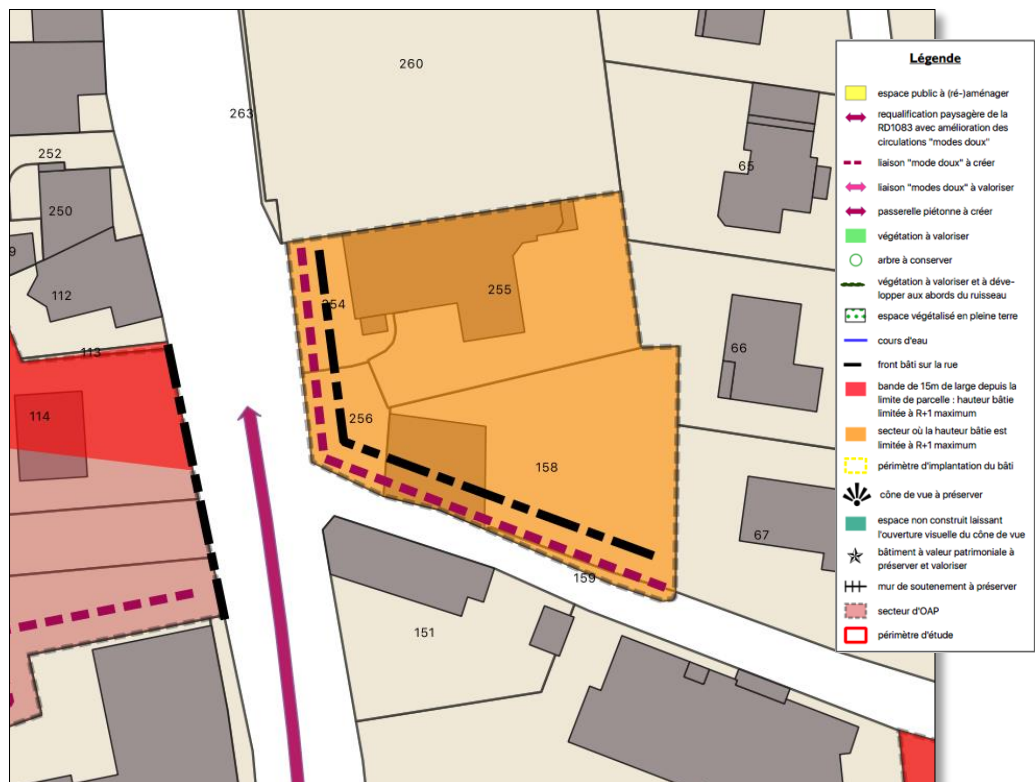 260
263
252
65
250
9
112
254
255
113
66
114
256
158
67
159
151
Légende
espace public à (ré-)aménager
requalification paysagère de la
RD1083 avec amélioration des
circulations "modes doux"
liaison "mode doux" à créer
liaison "modes doux" à valoriser
passerelle piétonne à créer
végétation à valoriser
arbre à conserver
végétation à valoriser et à déve-
lopper aux abords du ruisseau
espace végétalisé en pleine terre
cours d'eau
front bâti sur la rue
bande de 15m de large depuis la
limite de parcelle : hauteur bâtie
limitée à R+1 maximum
secteur où la hauteur bâtie est
limitée à R+1 maximum
périmètre d'implantation du bâti
cône de vue à préserver
espace non construit laissant
l'ouverture visuelle du cône de vue
bâtiment à valeur patrimoniale à
préserver et valoriser
mur de soutenement à préserver
secteur d'OAP
périmètre d'étude